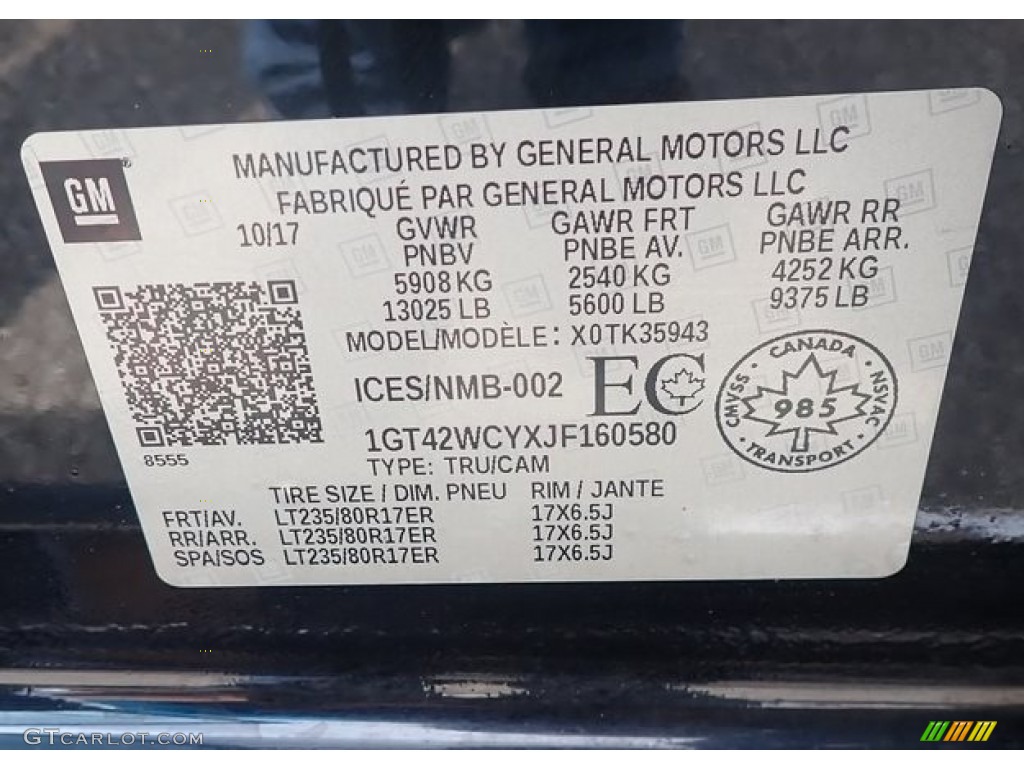 MANUFACTURED BY GENERAL MOTORS LLC
FABRIQUÉ PAR GENERAL MOTORS LLC
GM ®
10/17 GVWR GAWR FRT GAWR RR
PNBV PNBE AV. PNBE ARR.
5908 KG 2540 KG 4252 KG
13025 LB 5600 LB 9375 LB
MODEL/MODÈLE: X0TK35943
ICES/NMB-002 EC
CANADA
CMVSS 985 NSVAC
TRANSPORT
1GT42WCYXJF160580
8555
TYPE: TRU/CAM
TIRE SIZE / DIM. PNEU RIM / JANTE
FRT/AV. LT235/80R17ER 17X6.5J
RR/ARR. LT235/80R17ER 17X6.5J
SPA/SOS LT235/80R17ER 17X6.5J
GTCARLOT.COM